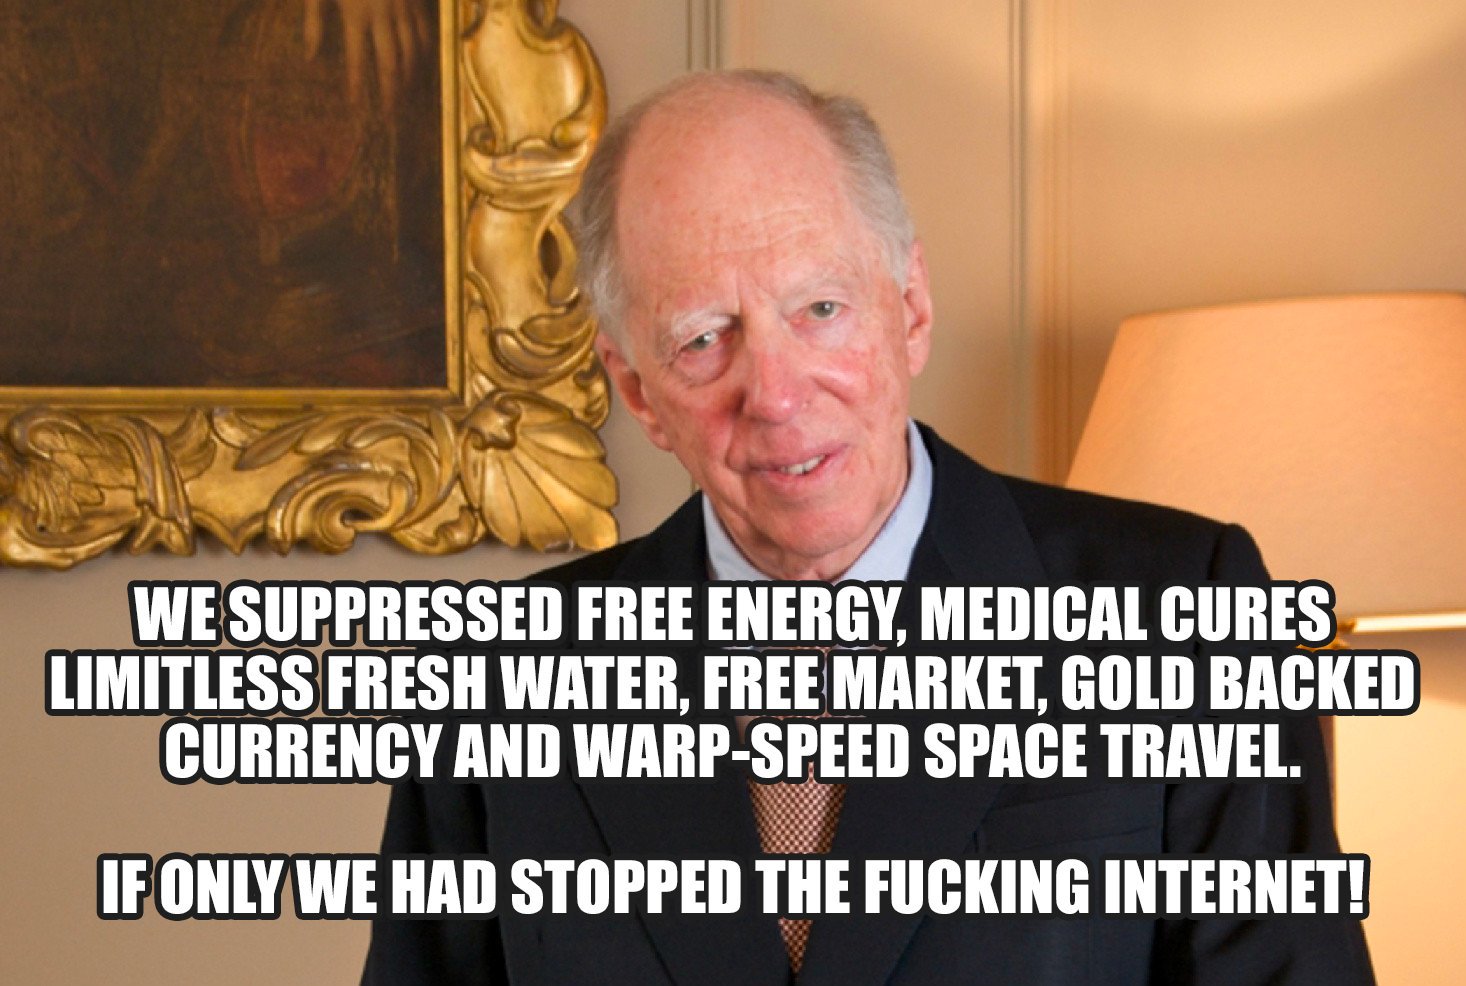 WE SUPPRESSED FREE ENERGY, MEDICAL CURES
LIMITLESS FRESH WATER, FREE MARKET, GOLD BACKED
CURRENCY AND WARP-SPEED SPACE TRAVEL.
IF ONLY WE HAD STOPPED THE FUCKING INTERNET!